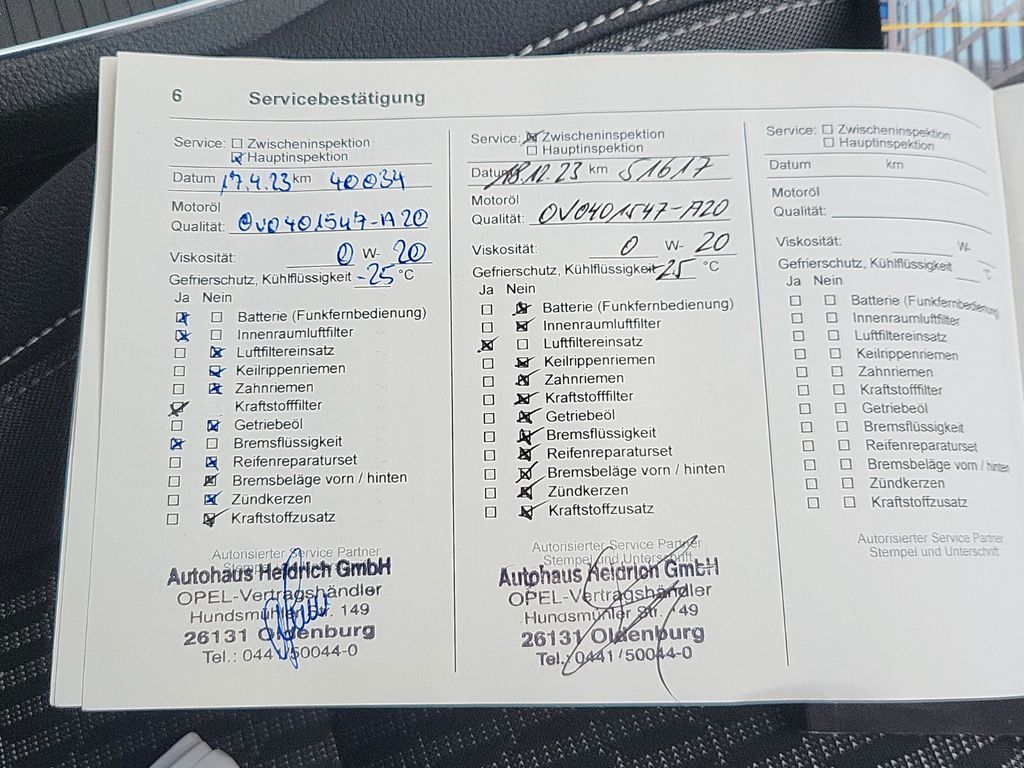 6 Servicebestätigung
Service: ☐ Zwischeninspektion
☒ Hauptinspektion
Datum 17.4.23 km 40034
Motoröl
Qualität: OV0401547-A20
Viskosität: 0 W- 20
Gefrierschutz, Kühlflüssigkeit -25 °C
Ja Nein
☒ ☐ Batterie (Funkfernbedienung)
☒ ☐ Innenraumluftfilter
☐ ☒ Luftfiltereinsatz
☐ ☒ Keilrippenriemen
☐ ☒ Zahnriemen
☒ Kraftstofffilter
☐ ☒ Getriebeöl
☒ ☐ Bremsflüssigkeit
☐ ☒ Reifenreparaturset
☐ ☒ Bremsbeläge vorn / hinten
☐ ☒ Zündkerzen
☐ ☒ Kraftstoffzusatz
Autorisierter Service Partner
Autohaus Heidrich GmbH
OPEL-Vertragshändler
Hundsmühler Str. 149
26131 Oldenburg
Tel.: 0441/50044-0
Service: ☒ Zwischeninspektion
☐ Hauptinspektion
Datum 18.12.23 km 51617
Motoröl
Qualität: OV0401547-A20
Viskosität: 0 W- 20
Gefrierschutz, Kühlflüssigkeit -25 °C
Ja Nein
☐ ☒ Batterie (Funkfernbedienung)
☐ ☒ Innenraumluftfilter
☒ ☐ Luftfiltereinsatz
☐ ☒ Keilrippenriemen
☐ ☒ Zahnriemen
☐ ☒ Kraftstofffilter
☐ ☒ Getriebeöl
☐ ☒ Bremsflüssigkeit
☐ ☒ Reifenreparaturset
☐ ☒ Bremsbeläge vorn / hinten
☐ ☒ Zündkerzen
☐ ☒ Kraftstoffzusatz
Autorisierter Service Partner
Stempel und Unterschrift
Autohaus Heidrich GmbH
OPEL-Vertragshändler
Hundsmühler Str. 149
26131 Oldenburg
Tel.: 0441/50044-0
Service: ☐ Zwischeninspektion
☐ Hauptinspektion
Datum km
Motoröl
Qualität:
Viskosität: W-
Gefrierschutz, Kühlflüssigkeit °C
Ja Nein
☐ ☐ Batterie (Funkfernbedienung)
☐ ☐ Innenraumluftfilter
☐ ☐ Luftfiltereinsatz
☐ ☐ Keilrippenriemen
☐ ☐ Zahnriemen
☐ ☐ Kraftstofffilter
☐ ☐ Getriebeöl
☐ ☐ Bremsflüssigkeit
☐ ☐ Reifenreparaturset
☐ ☐ Bremsbeläge vorn / hinten
☐ ☐ Zündkerzen
☐ ☐ Kraftstoffzusatz
Autorisierter Service Partner
Stempel und Unterschrift